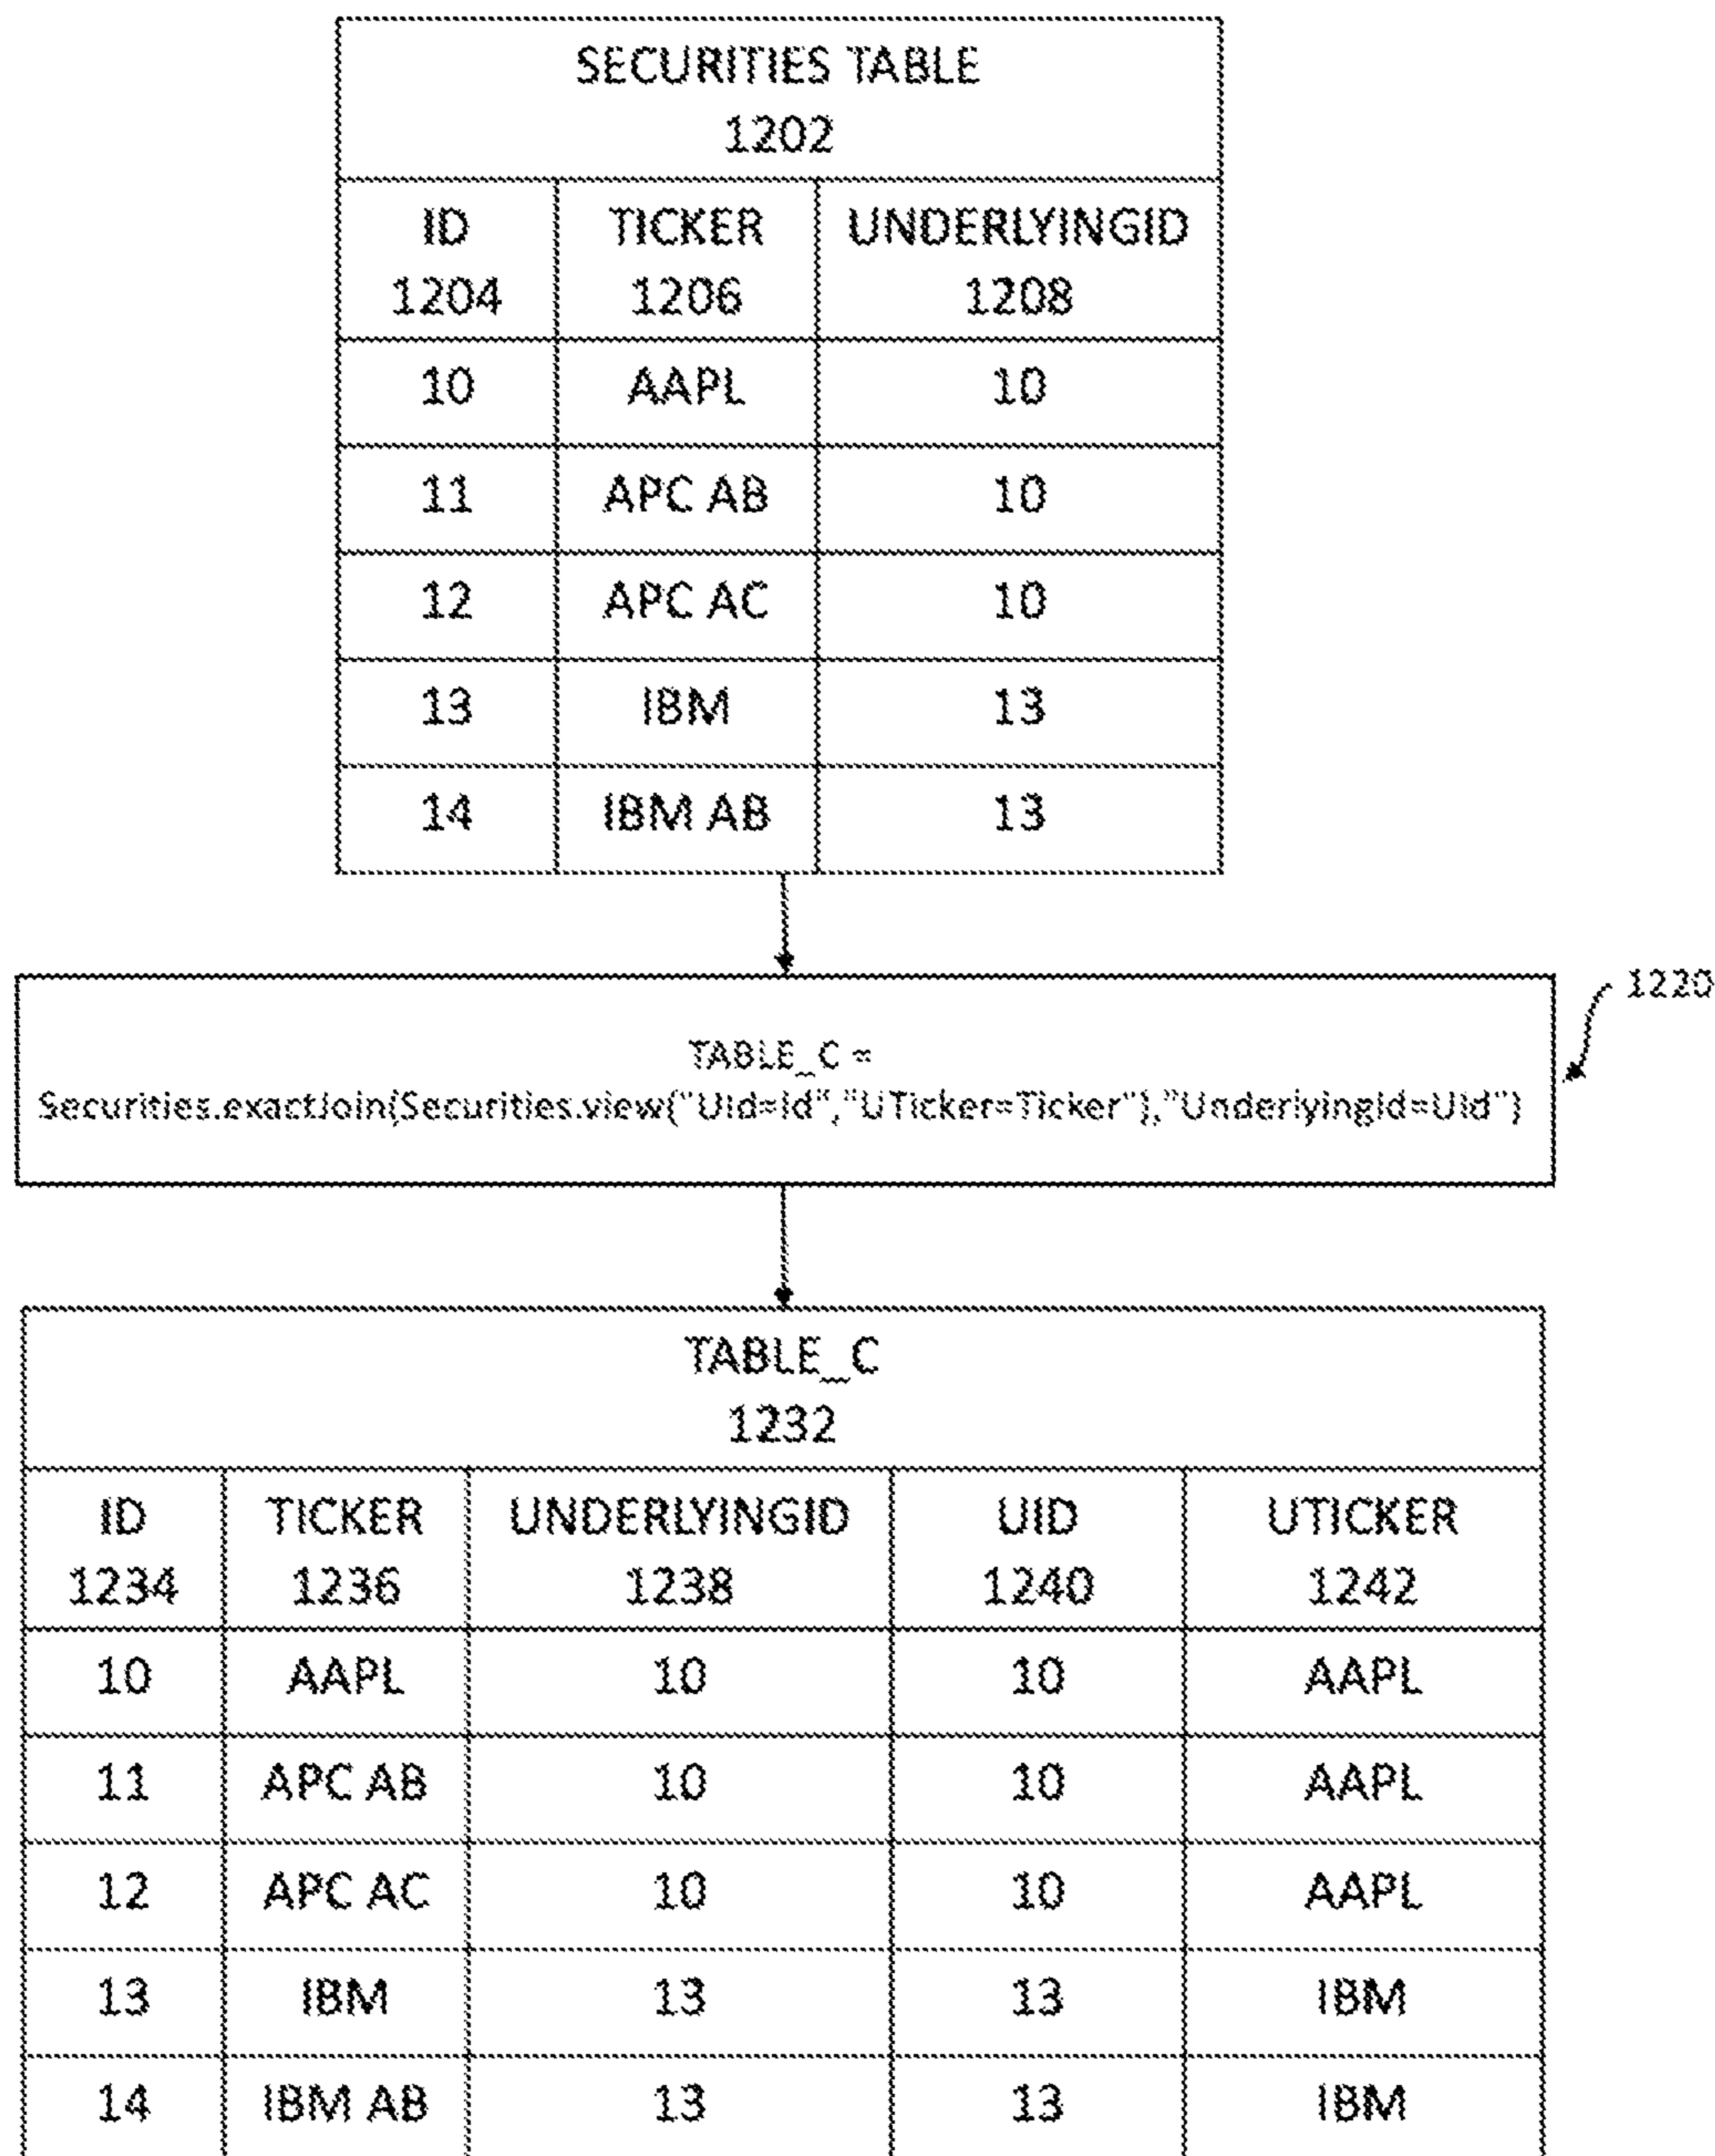 SECURITIES TABLE
1202
ID TICKER UNDERLYINGID
1204 1206 1208
10 AAPL 10
11 APC AB 10
12 APC AC 10
13 IBM 13
14 IBM AB 13
1220
TABLE_C =
Securities.exactJoin(Securities.view("UId=Id","UTicker=Ticker"),"UnderlyingId=UId")
TABLE_C
1232
ID TICKER UNDERLYINGID UID UTICKER
1234 1236 1238 1240 1242
10 AAPL 10 10 AAPL
11 APC AB 10 10 AAPL
12 APC AC 10 10 AAPL
13 IBM 13 13 IBM
14 IBM AB 13 13 IBM